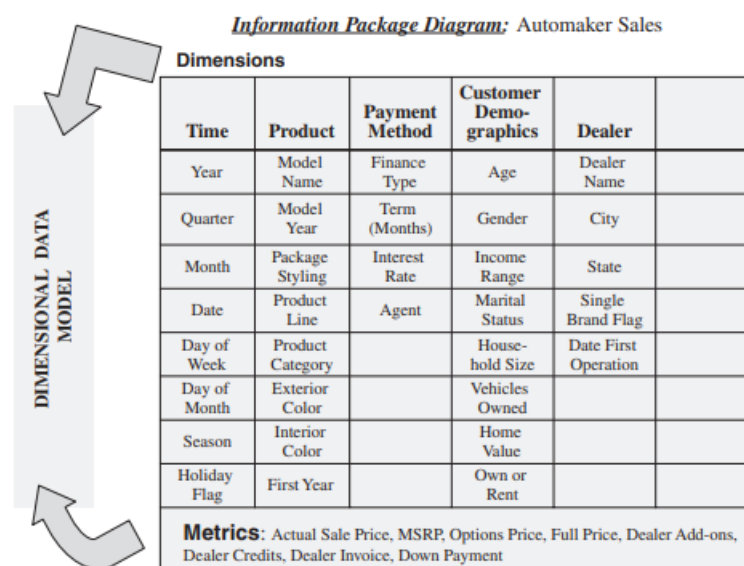 Information Package Diagram: Automaker Sales
Dimensions
Time
Product
Payment
Method
Customer
Demo-
graphics
Dealer
Year
Model
Name
Finance
Type
Age
Dealer
Name
Quarter
Model
Year
Term
(Months)
Gender
City
Month
Package
Styling
Interest
Rate
Income
Range
State
Date
Product
Line
Agent
Marital
Status
Single
Brand Flag
Day of
Week
Product
Category
House-
hold Size
Date First
Operation
Day of
Month
Exterior
Color
Vehicles
Owned
Season
Interior
Color
Home
Value
Holiday
Flag
First Year
Own or
Rent
Metrics: Actual Sale Price, MSRP, Options Price, Full Price, Dealer Add-ons,
Dealer Credits, Dealer Invoice, Down Payment
DIMENSIONAL DATA
MODEL